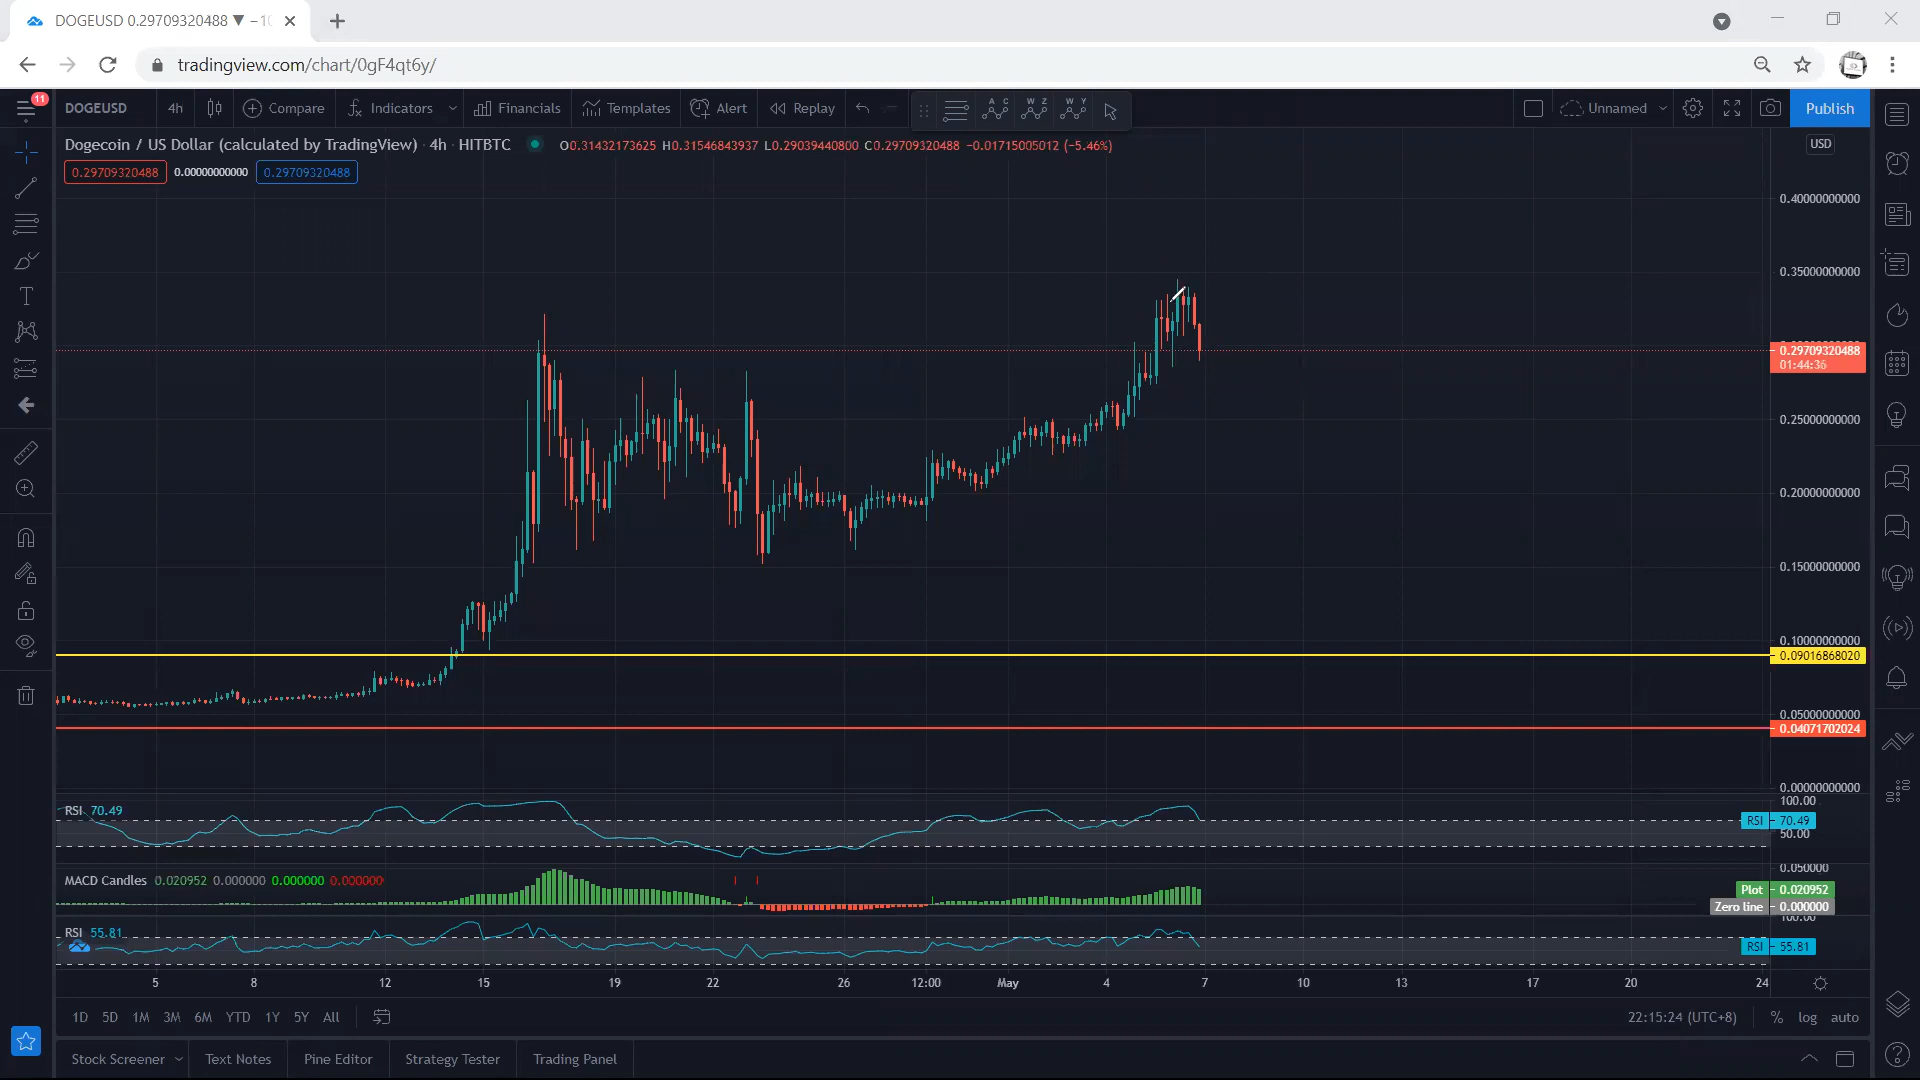 DOGEUSD 0.29709320488 ▼ −10
tradingview.com/chart/0gF4qt6y/
11
DOGEUSD 4h Compare Indicators Financials Templates Alert Replay A C W Z W Y Unnamed Publish
Dogecoin / US Dollar (calculated by TradingView) · 4h · HITBTC O0.31432173625 H0.31546843937 L0.29039440800 C0.29709320488 −0.01715005012 (−5.46%)
USD
0.29709320488 0.00000000000 0.29709320488
0.40000000000
0.35000000000
0.29709320488
01:44:36
0.25000000000
0.20000000000
0.15000000000
0.10000000000
0.09016868020
0.05000000000
0.04071702024
0.00000000000
100.00
RSI 70.49
RSI 70.49
50.00
0.050000
MACD Candles 0.020952 0.000000 0.000000 0.000000
Plot 0.020952
Zero line 0.000000
100.00
RSI 55.81
RSI 55.81
5 8 12 15 19 22 26 12:00 May 4 7 10 13 17 20 24
1D 5D 1M 3M 6M YTD 1Y 5Y All 22:15:24 (UTC+8) % log auto
Stock Screener Text Notes Pine Editor Strategy Tester Trading Panel